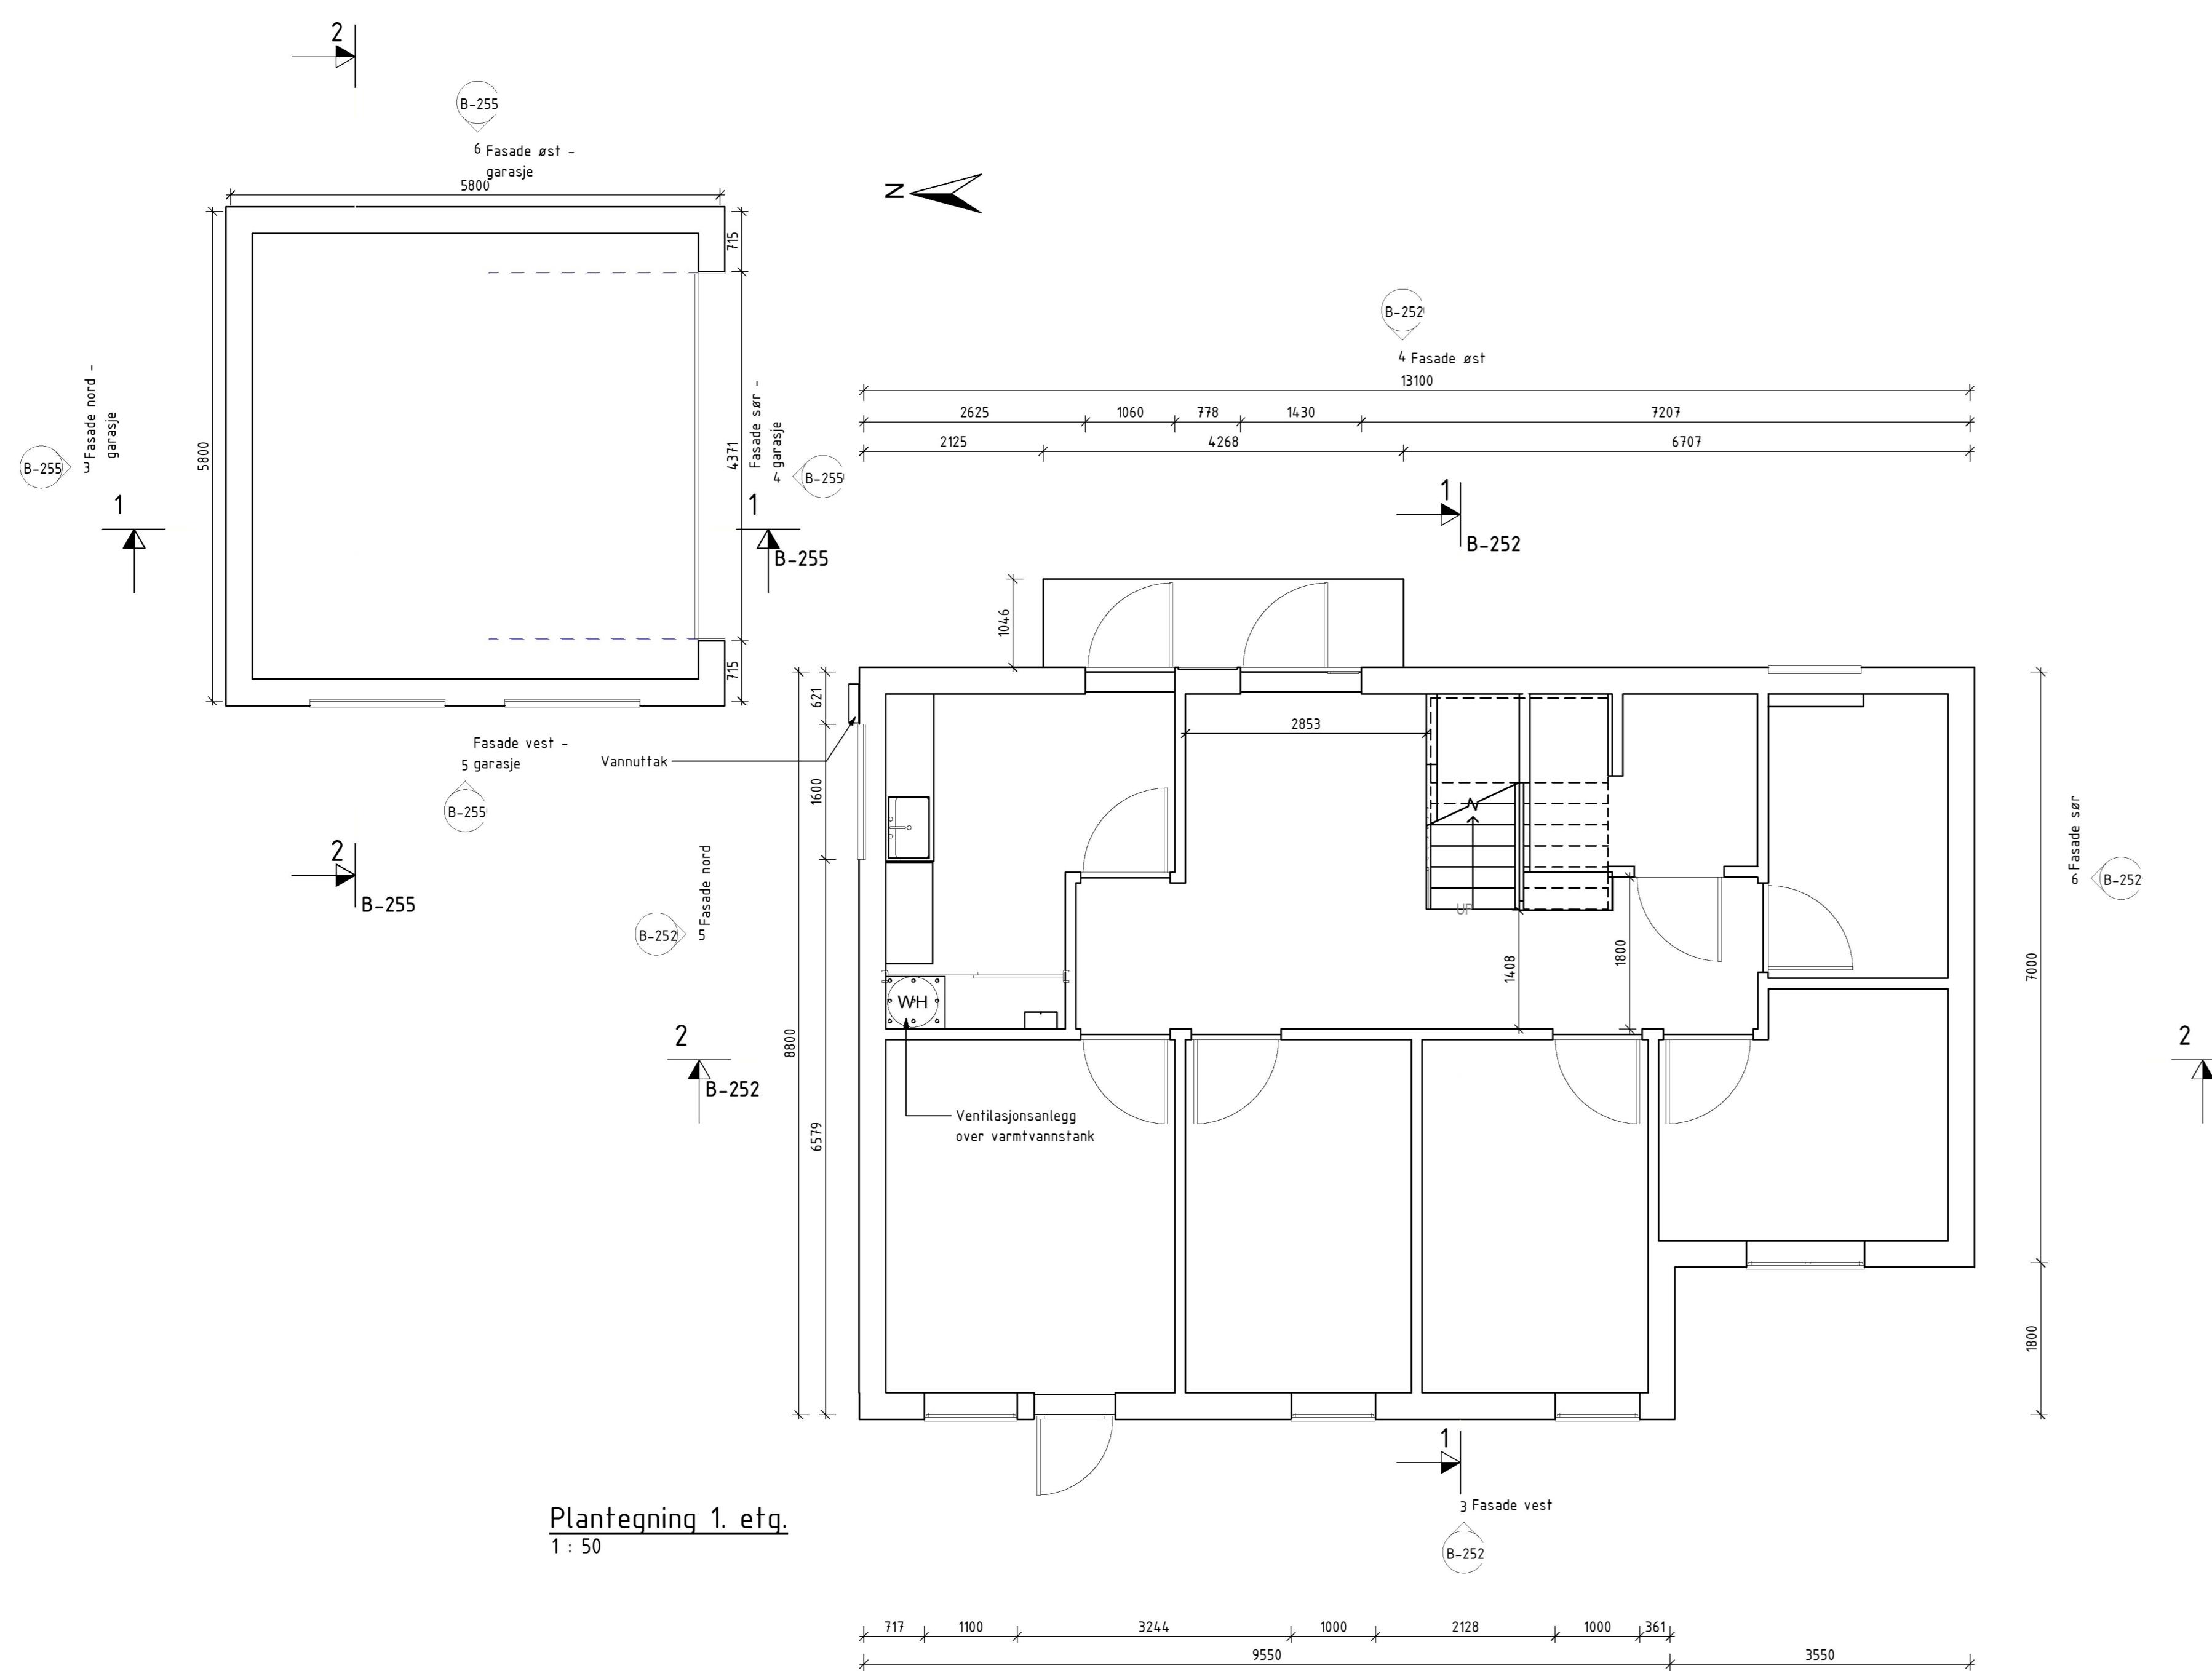 2
B-255
6 Fasade øst -
garasje
5800
N
715
B-252
4 Fasade øst
13100
2625
1060
778
1430
7207
2125
4268
6707
Fasade nord -
garasje
3
B-255
5800
4371
Fasade sør -
garasje
4
B-255
1
1
B-255
1
B-252
1046
715
621
2853
Fasade vest -
5 garasje
B-255
Vannuttak
1600
2
B-255
Fasade nord
5
B-252
Fasade sør
6
B-252
UP
1408
1800
7000
WH
2
B-252
2
8800
6579
Ventilasjonsanlegg
over varmtvannstank
1800
1
3 Fasade vest
B-252
Plantegning 1. etg.
1 : 50
717
1100
3244
1000
2128
1000
361
9550
3550